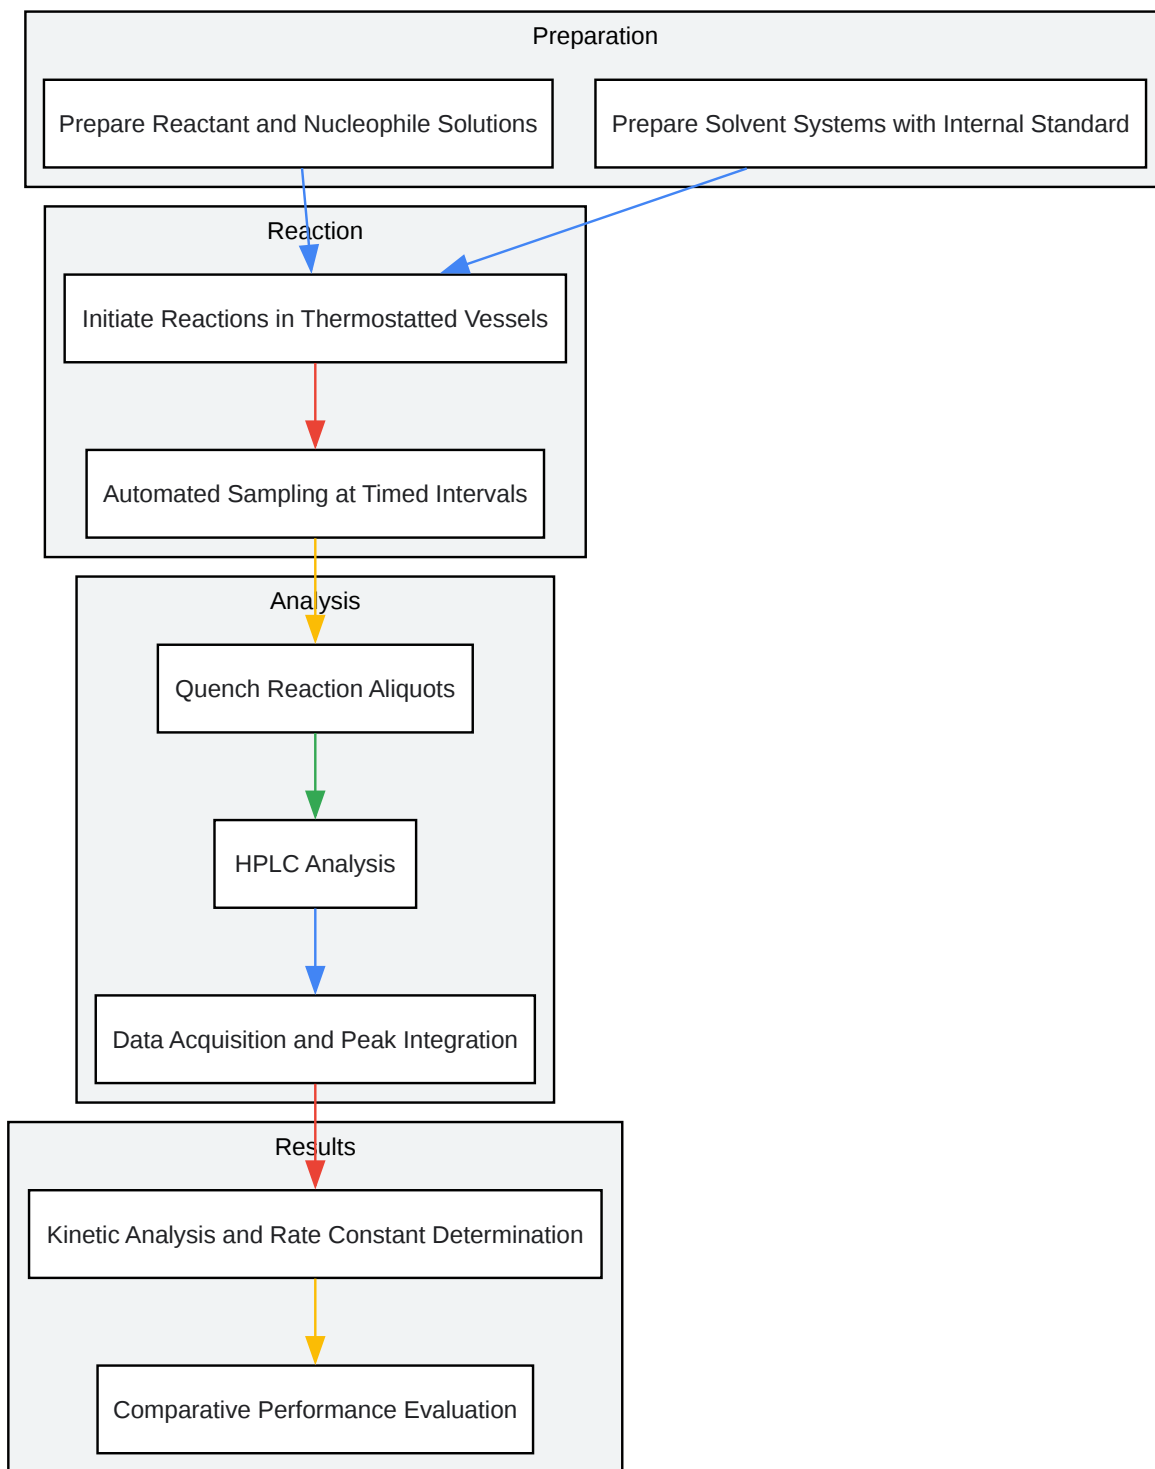 Preparation
Prepare Reactant and Nucleophile Solutions
Prepare Solvent Systems with Internal Standard
Reaction
Initiate Reactions in Thermostatted Vessels
Automated Sampling at Timed Intervals
Analysis
Quench Reaction Aliquots
HPLC Analysis
Data Acquisition and Peak Integration
Results
Kinetic Analysis and Rate Constant Determination
Comparative Performance Evaluation